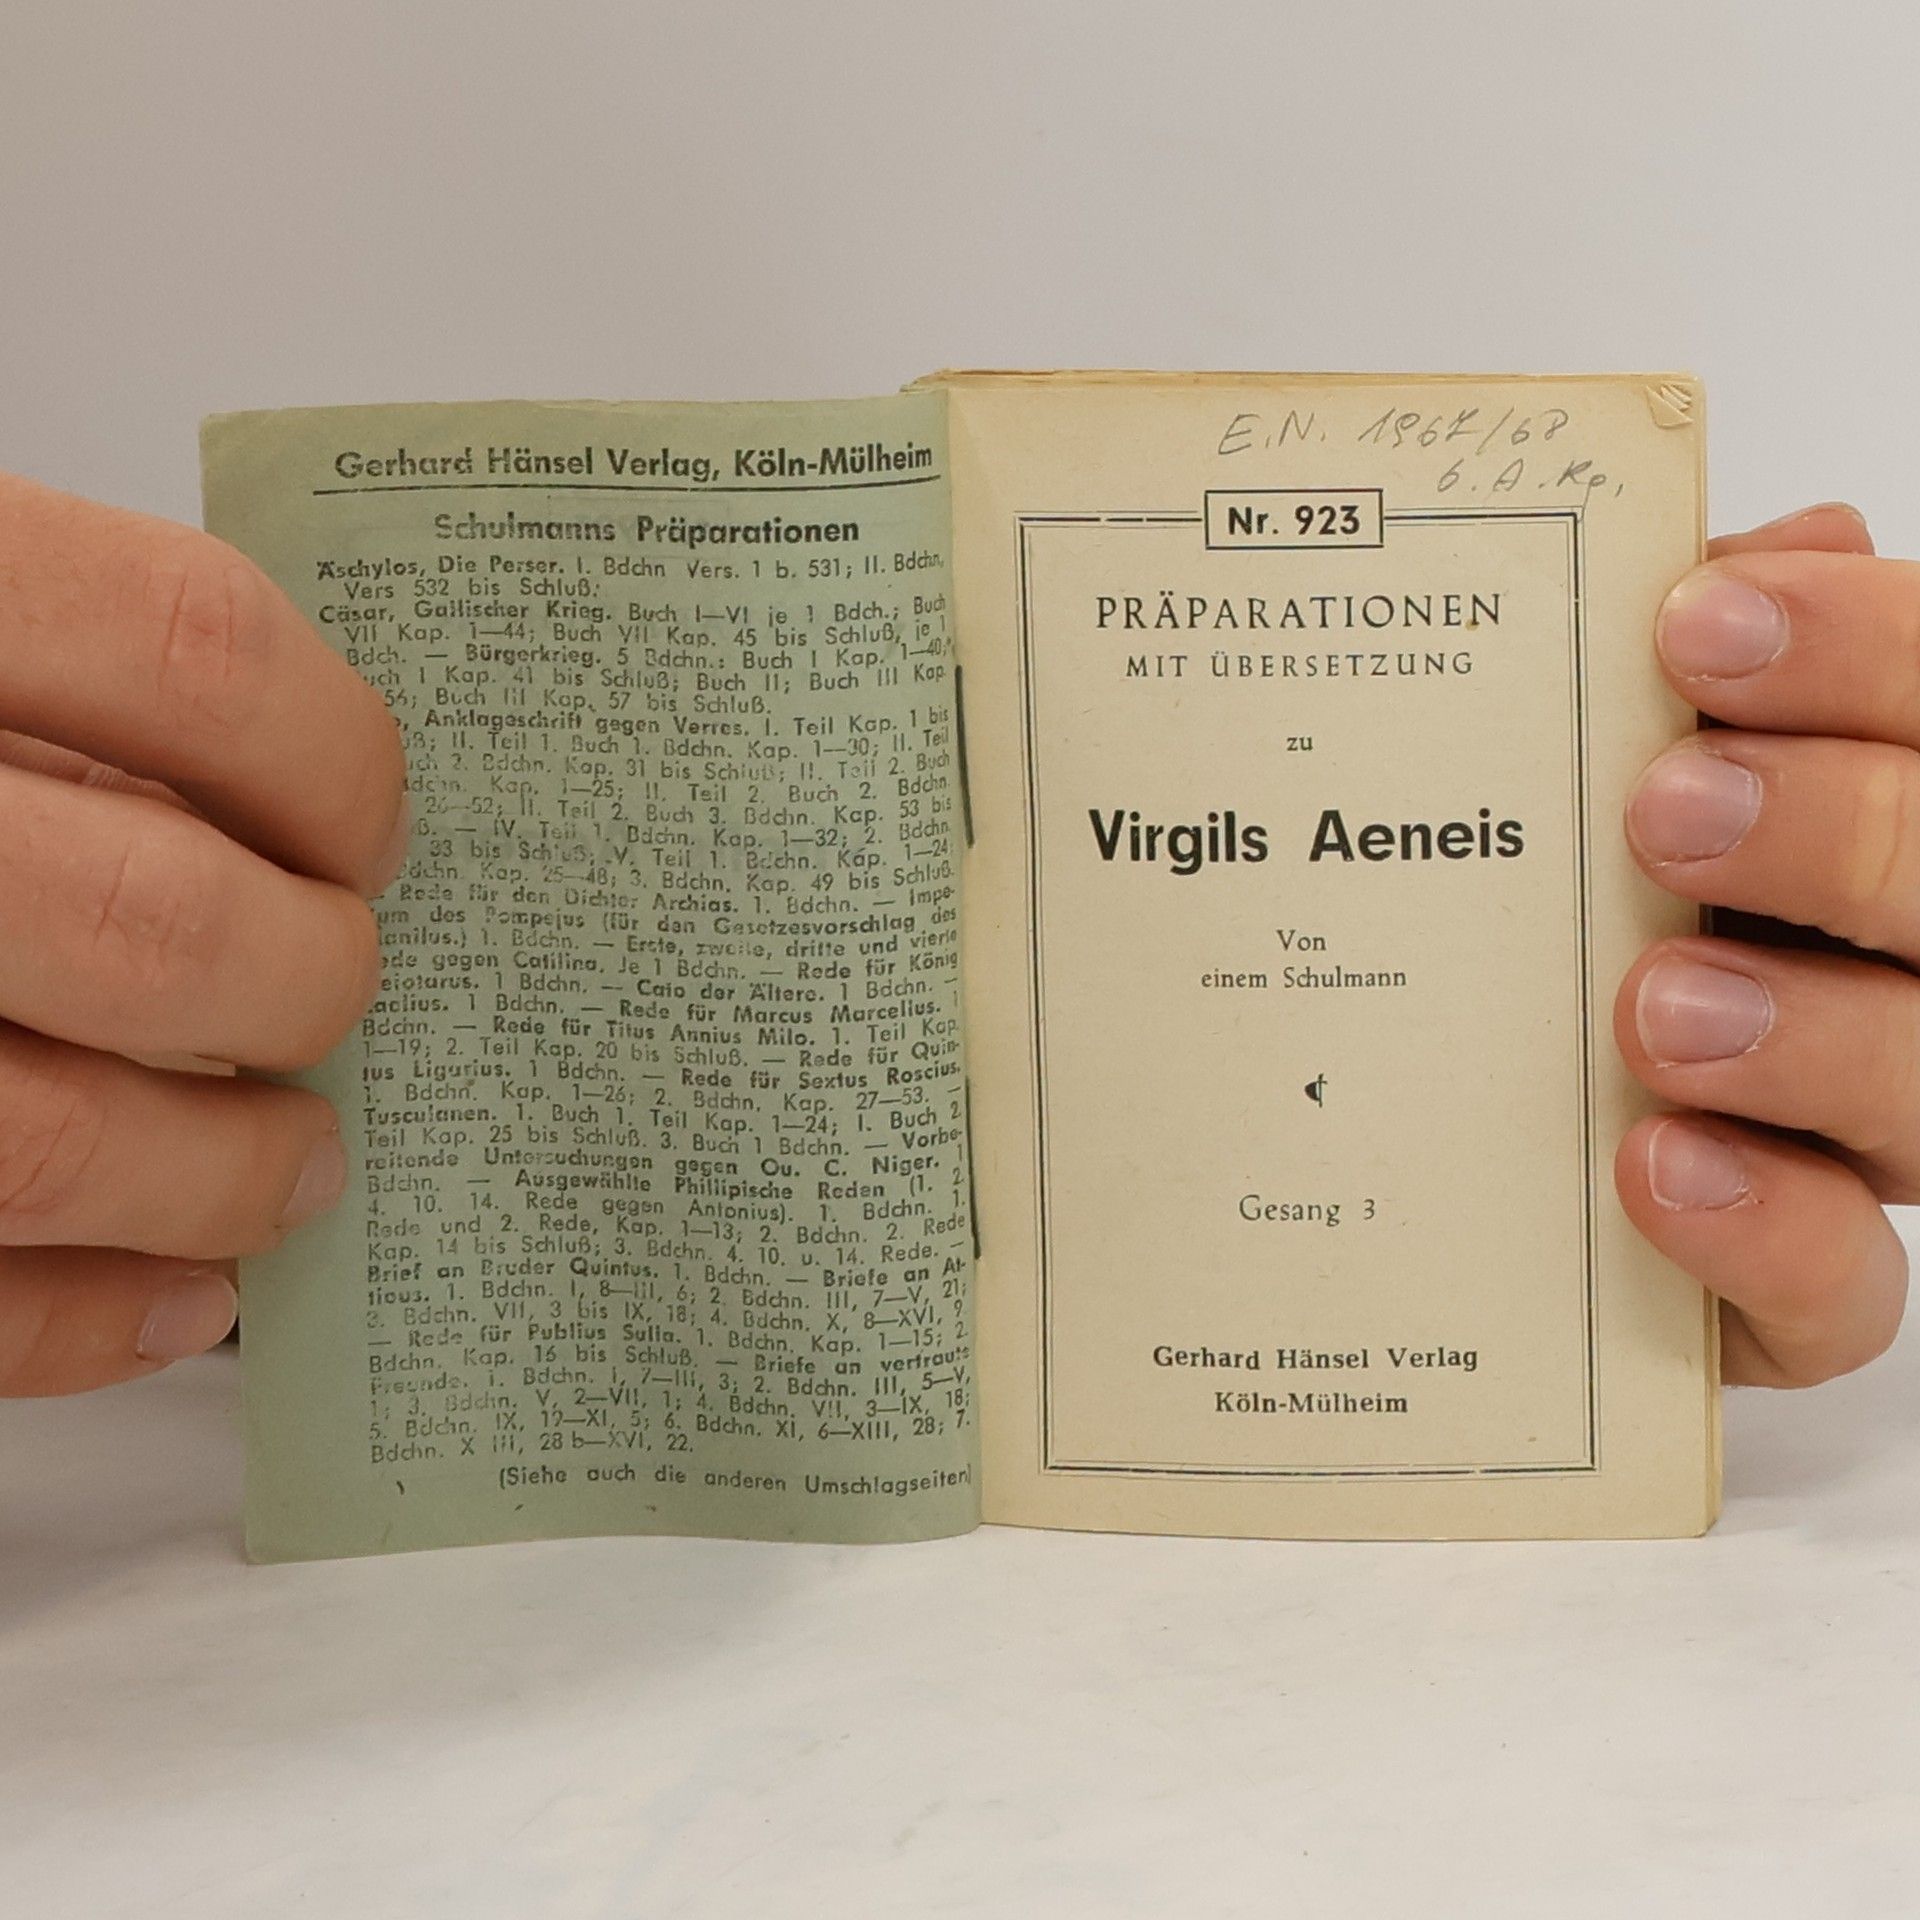 Gerhard Hänsel Verlag, Köln-Mülheim
Schulmanns Präparationen
Äschylos, Die Perser. I. Bdchn Vers. 1 b. 531; II. Bdchn,
Vers 532 bis Schluß.
Cäsar, Gallischer Krieg. Buch I—VI je 1 Bdch.; Buch
VII Kap. 1—44; Buch VII Kap. 45 bis Schluß, je 1
Bdch. — Bürgerkrieg. 5 Bdchn.: Buch I Kap. 1—40;
I Kap. 41 bis Schluß; Buch II; Buch III Kap.
56; Buch III Kap. 57 bis Schluß.
Anklageschrift gegen Verres. I. Teil Kap. 1 bis
II. Teil 1. Buch 1. Bdchn. Kap. 1—30; II. Teil
2. Bdchn. Kap. 31 bis Schluß; II. Teil 2. Buch
Kap. 1—25; II. Teil 2. Buch 2. Bdchn.
26—52; II. Teil 2. Buch 3. Bdchn. Kap. 53 bis
— IV. Teil 1. Bdchn. Kap. 1—32; 2. Bdchn.
33 bis Schluß; V. Teil 1. Bdchn. Kap. 1—24;
Kap. 25—48; 3. Bdchn. Kap. 49 bis Schluß.
— Rede für den Dichter Archias. 1. Bdchn. — Impe-
des Pompejus (für den Gesetzesvorschlag des
1. Bdchn. — Erste, zweite, dritte und vierte
gegen Catilina. Je 1 Bdchn. — Rede für König
1 Bdchn. — Cato der Ältere. 1 Bdchn. —
1 Bdchn. — Rede für Marcus Marcellus. 1
Bdchn. — Rede für Titus Annius Milo. 1. Teil Kap.
1—19; 2. Teil Kap. 20 bis Schluß. — Rede für Quin-
tus Ligarius. 1 Bdchn. — Rede für Sextus Roscius.
1. Bdchn. Kap. 1—26; 2. Bdchn. Kap. 27—53. —
Tusculanen. 1. Buch 1. Teil Kap. 1—24; I. Buch 2
Teil Kap. 25 bis Schluß. 3. Buch 1 Bdchn. — Vorbe-
reitende Untersuchungen gegen Qu. C. Niger. 1
Bdchn. — Ausgewählte Phillipische Reden (1. 2.
4. 10. 14. Rede gegen Antonius). 1. Bdchn. 1.
Rede und 2. Rede, Kap. 1—13; 2. Bdchn. 2. Rede
Kap. 14 bis Schluß; 3. Bdchn. 4. 10. u. 14. Rede. —
Brief an Bruder Quintus. 1. Bdchn. — Briefe an At-
ticus. 1. Bdchn. I, 8—III, 6; 2. Bdchn. III, 7—V, 21;
3. Bdchn. VII, 3 bis IX, 18; 4. Bdchn. X, 8—XVI, 9.
— Rede für Publius Sulla. 1. Bdchn. Kap. 1—15; 2.
Bdchn. Kap. 16 bis Schluß. — Briefe an vertraute
Freunde. 1. Bdchn. I, 7—III, 3; 2. Bdchn. III, 5—V,
1; 3. Bdchn. V, 2—VII, 1; 4. Bdchn. VII, 3—IX, 18;
5. Bdchn. IX, 19—XI, 5; 6. Bdchn. XI, 6—XIII, 28; 7.
Bdchn. X III, 28 b—XVI, 22.
(Siehe auch die anderen Umschlagseiten)
E.N. 1967/68
6. A.
Nr. 923
PRÄPARATIONEN
MIT ÜBERSETZUNG
zu
Virgils Aeneis
Von
einem Schulmann
Gesang 3
Gerhard Hänsel Verlag
Köln-Mülheim